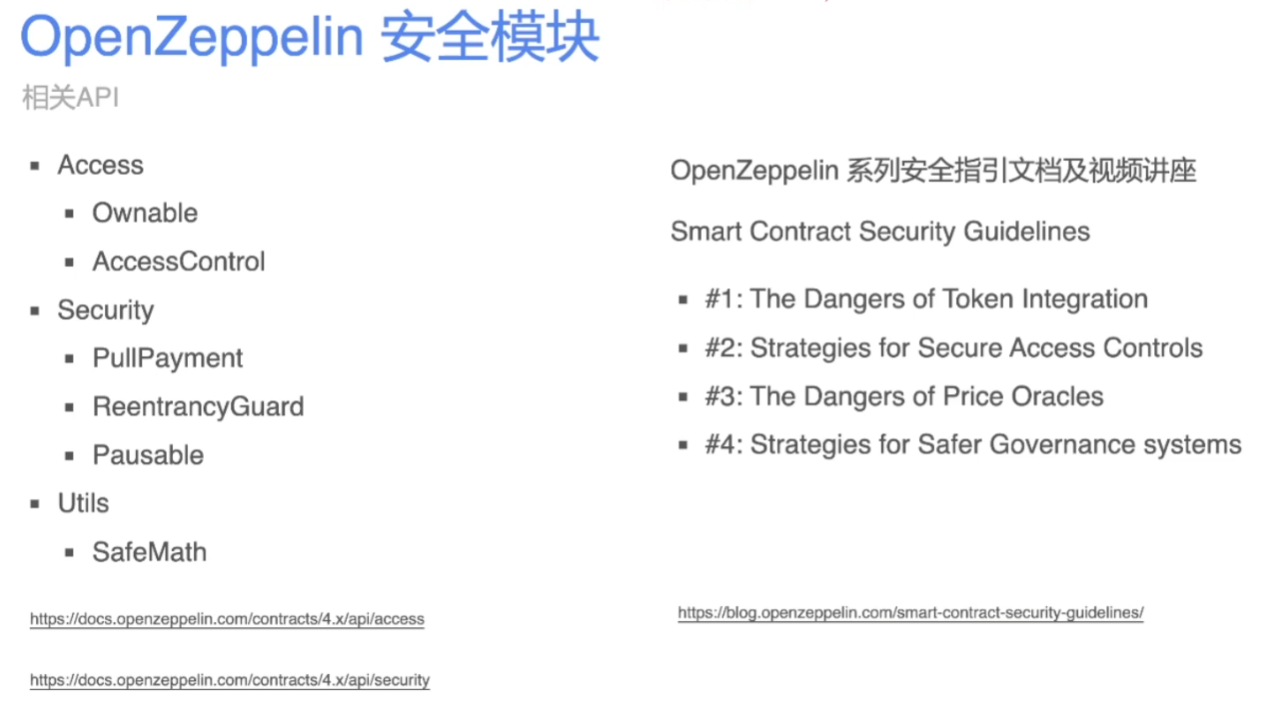 OpenZeppelin 安全模块
相关API
Access
Ownable
AccessControl
Security
PullPayment
ReentrancyGuard
Pausable
Utils
SafeMath
https://docs.openzeppelin.com/contracts/4.x/api/access
https://docs.openzeppelin.com/contracts/4.x/api/security
OpenZeppelin 系列安全指引文档及视频讲座
Smart Contract Security Guidelines
#1: The Dangers of Token Integration
#2: Strategies for Secure Access Controls
#3: The Dangers of Price Oracles
#4: Strategies for Safer Governance systems
https://blog.openzeppelin.com/smart-contract-security-guidelines/